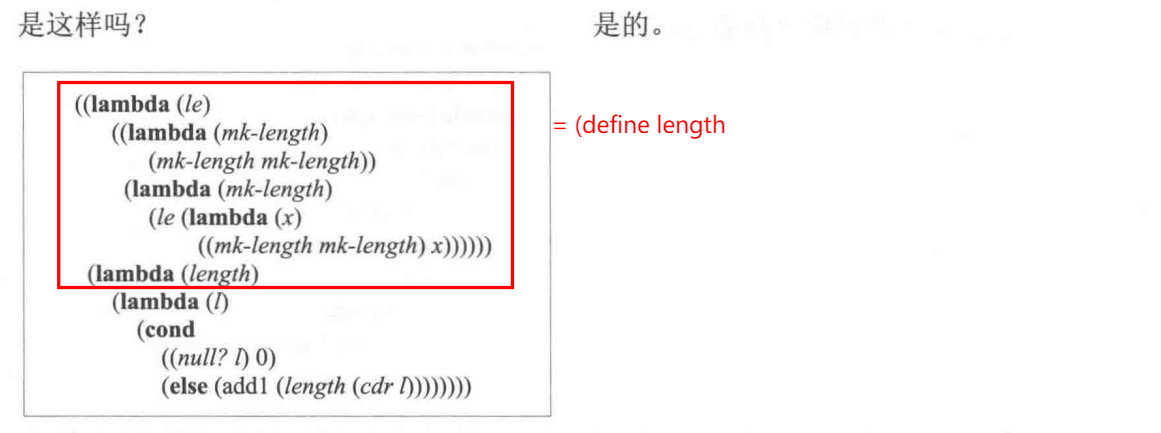 是这样吗？
是的。
((lambda (le)
((lambda (mk-length)
(mk-length mk-length))
(lambda (mk-length)
(le (lambda (x)
((mk-length mk-length) x))))))
= (define length
(lambda (length)
(lambda (l)
(cond
((null? l) 0)
(else (add1 (length (cdr l))))))))